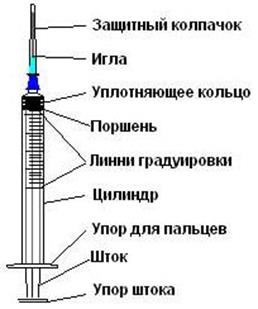 Защитный колпачок
Игла
Уплотняющее кольцо
Поршень
Линни градуировки
Цилиндр
Упор для пальцев
Шток
Упор штока